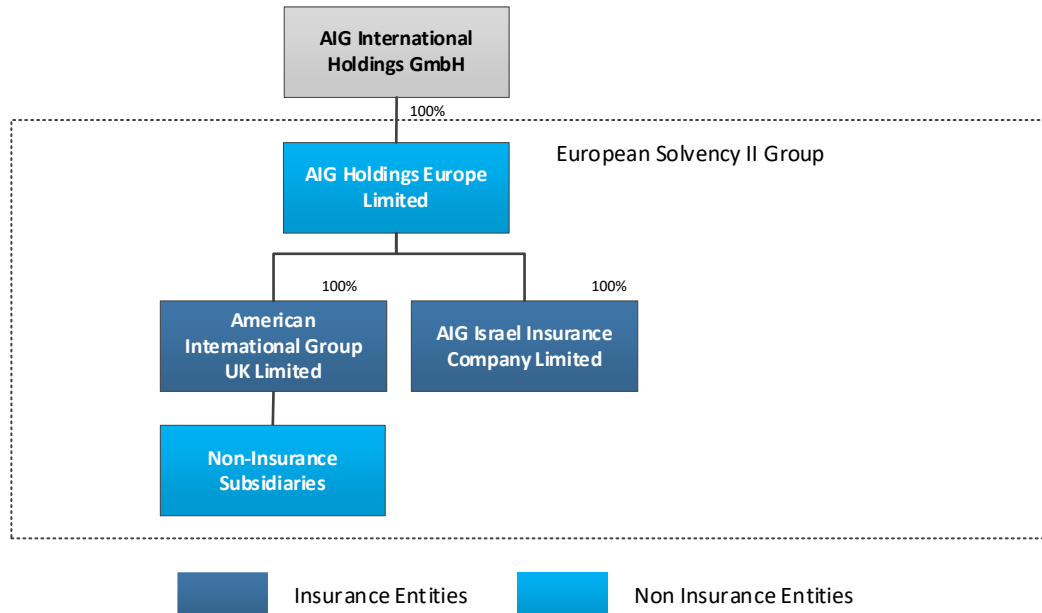 AIG International
Holdings GmbH
100%
European Solvency II Group
AIG Holdings Europe
Limited
100%
100%
American
International Group
UK Limited
AIG Israel Insurance
Company Limited
Non-Insurance
Subsidiaries
Insurance Entities
Non Insurance Entities